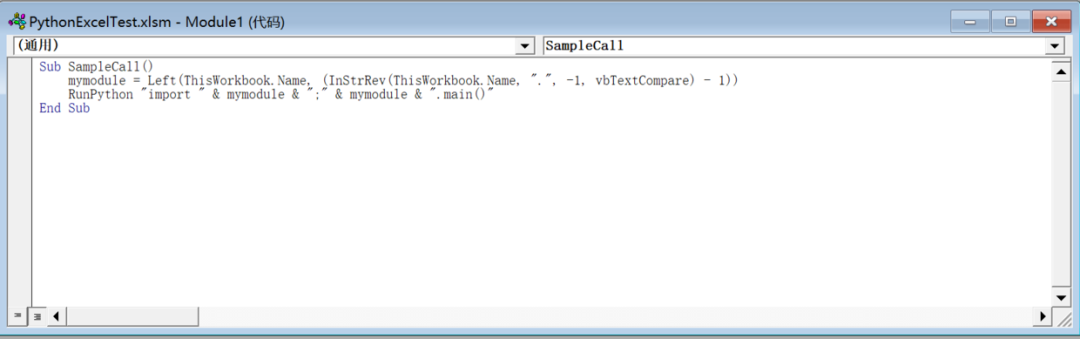 PythonExcelTest.xlsm - Module1 (代码)
(通用) SampleCall
Sub SampleCall()
    mymodule = Left(ThisWorkbook.Name, (InStrRev(ThisWorkbook.Name, ".", -1, vbTextCompare) - 1))
    RunPython "import " & mymodule & ";" & mymodule & ".main()"
End Sub